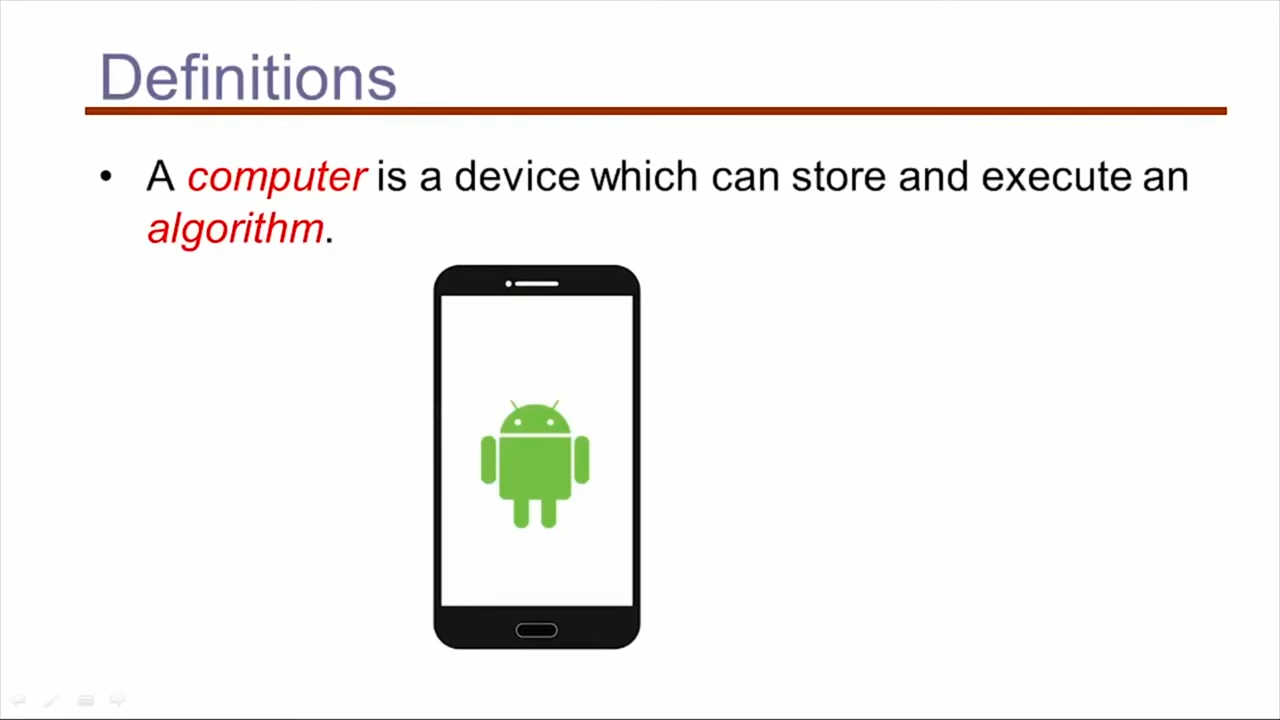 Definitions
• A computer is a device which can store and execute an
algorithm.